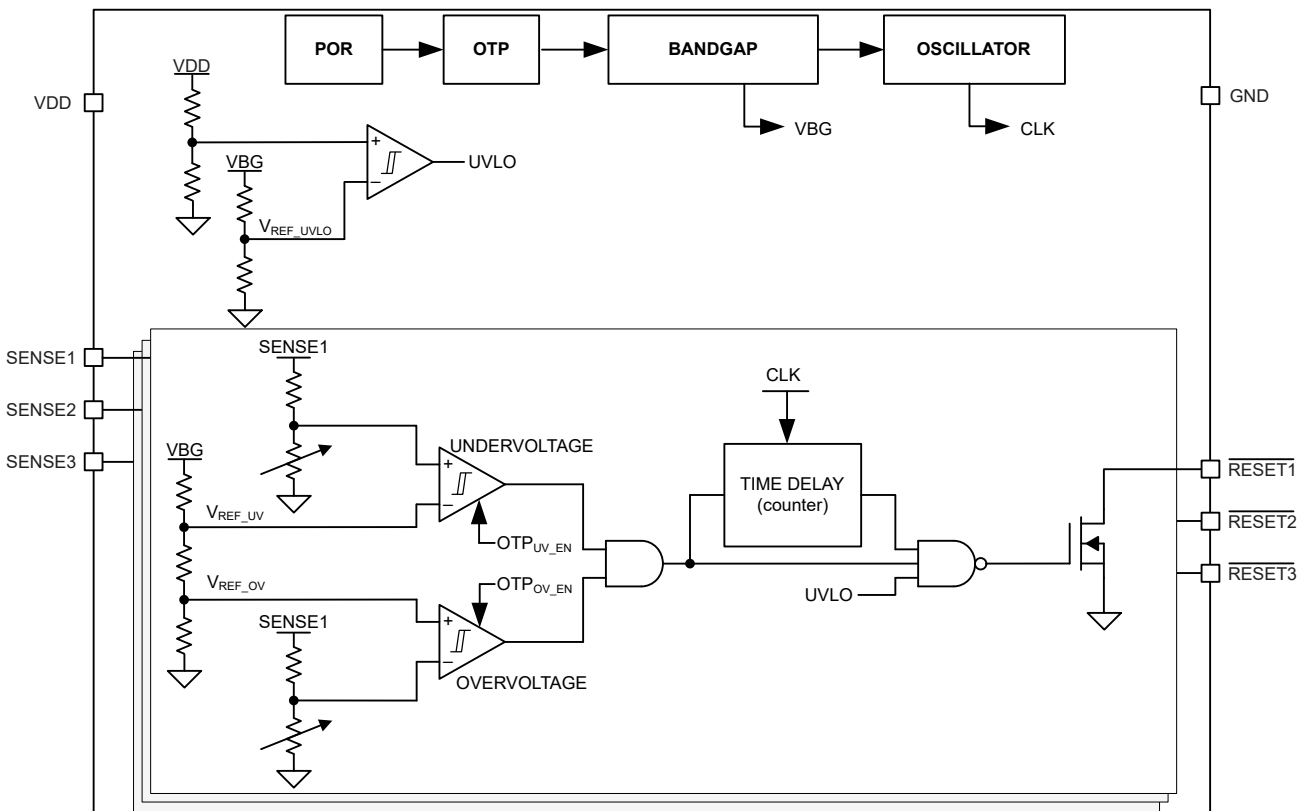 POR
OTP
BANDGAP
OSCILLATOR
VDD
VDD
GND
VBG
CLK
VBG
UVLO
VREF_UVLO
SENSE1
SENSE1
CLK
SENSE2
UNDERVOLTAGE
VBG
SENSE3
RESET1
TIME DELAY
(counter)
VREF_UV
RESET2
OTPUV_EN
RESET3
VREF_OV
OTPOV_EN
UVLO
SENSE1
OVERVOLTAGE